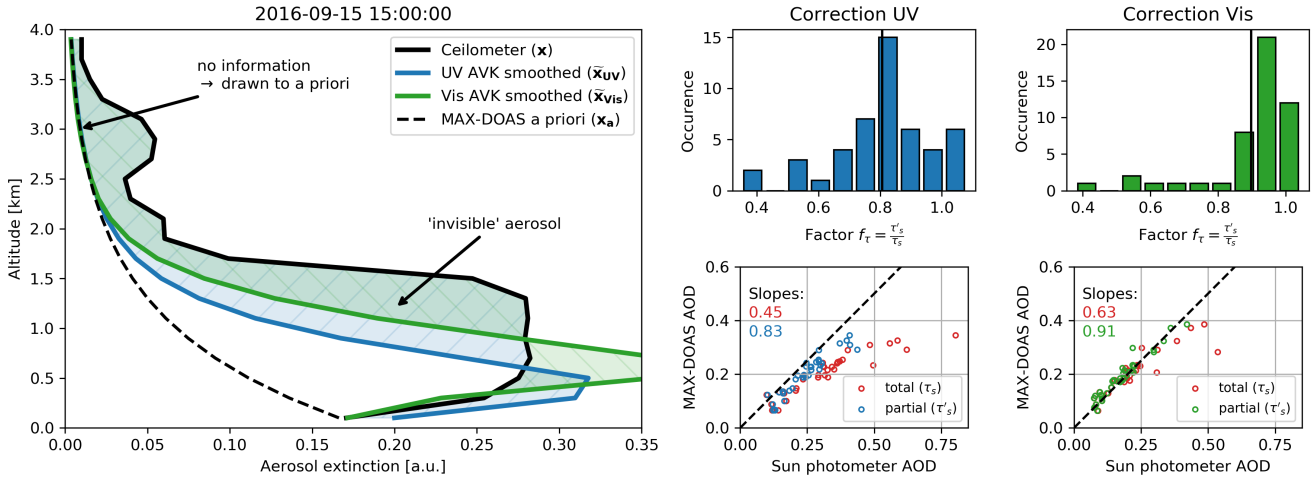 2016-09-15 15:00:00
4.0
3.5
3.0
2.5
2.0
1.5
1.0
0.5
0.0
Altitude [km]
no information
→ drawn to a priori
'invisible' aerosol
Ceilometer (x)
UV AVK smoothed (x̃UV)
Vis AVK smoothed (x̃Vis)
MAX-DOAS a priori (xa)
0.00 0.05 0.10 0.15 0.20 0.25 0.30 0.35
Aerosol extinction [a.u.]
Correction UV
15
10
5
0
Occurence
0.4 0.6 0.8 1.0
Factor fτ = τ's/τs
Correction Vis
20
15
10
5
0
Occurence
0.4 0.6 0.8 1.0
Factor fτ = τ's/τs
0.6
0.4
0.2
0.0
MAX-DOAS AOD
Slopes:
0.45
0.83
total (τs)
partial (τ's)
0.00 0.25 0.50 0.75
Sun photometer AOD
0.6
0.4
0.2
0.0
MAX-DOAS AOD
Slopes:
0.63
0.91
total (τs)
partial (τ's)
0.00 0.25 0.50 0.75
Sun photometer AOD